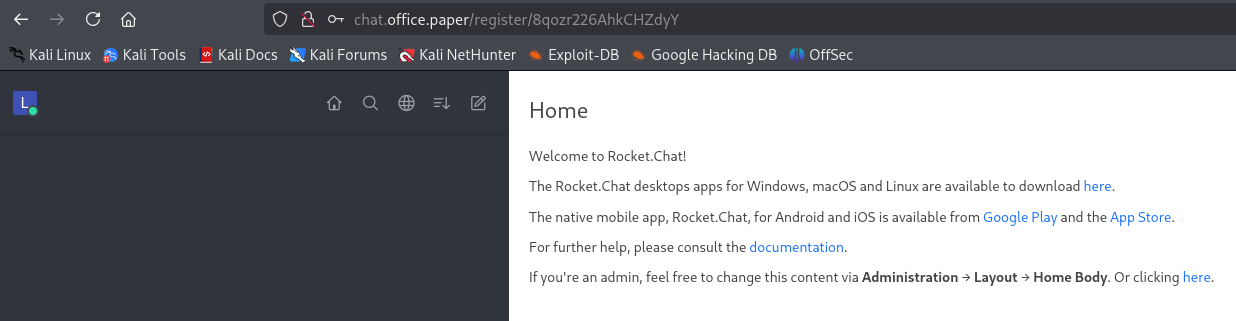 chat.office.paper/register/8qozr226AhkCHZdyY
Kali Linux Kali Tools Kali Docs Kali Forums Kali NetHunter Exploit-DB Google Hacking DB OffSec
L
Home
Welcome to Rocket.Chat!
The Rocket.Chat desktops apps for Windows, macOS and Linux are available to download here.
The native mobile app, Rocket.Chat, for Android and iOS is available from Google Play and the App Store.
For further help, please consult the documentation.
If you're an admin, feel free to change this content via Administration → Layout → Home Body. Or clicking here.